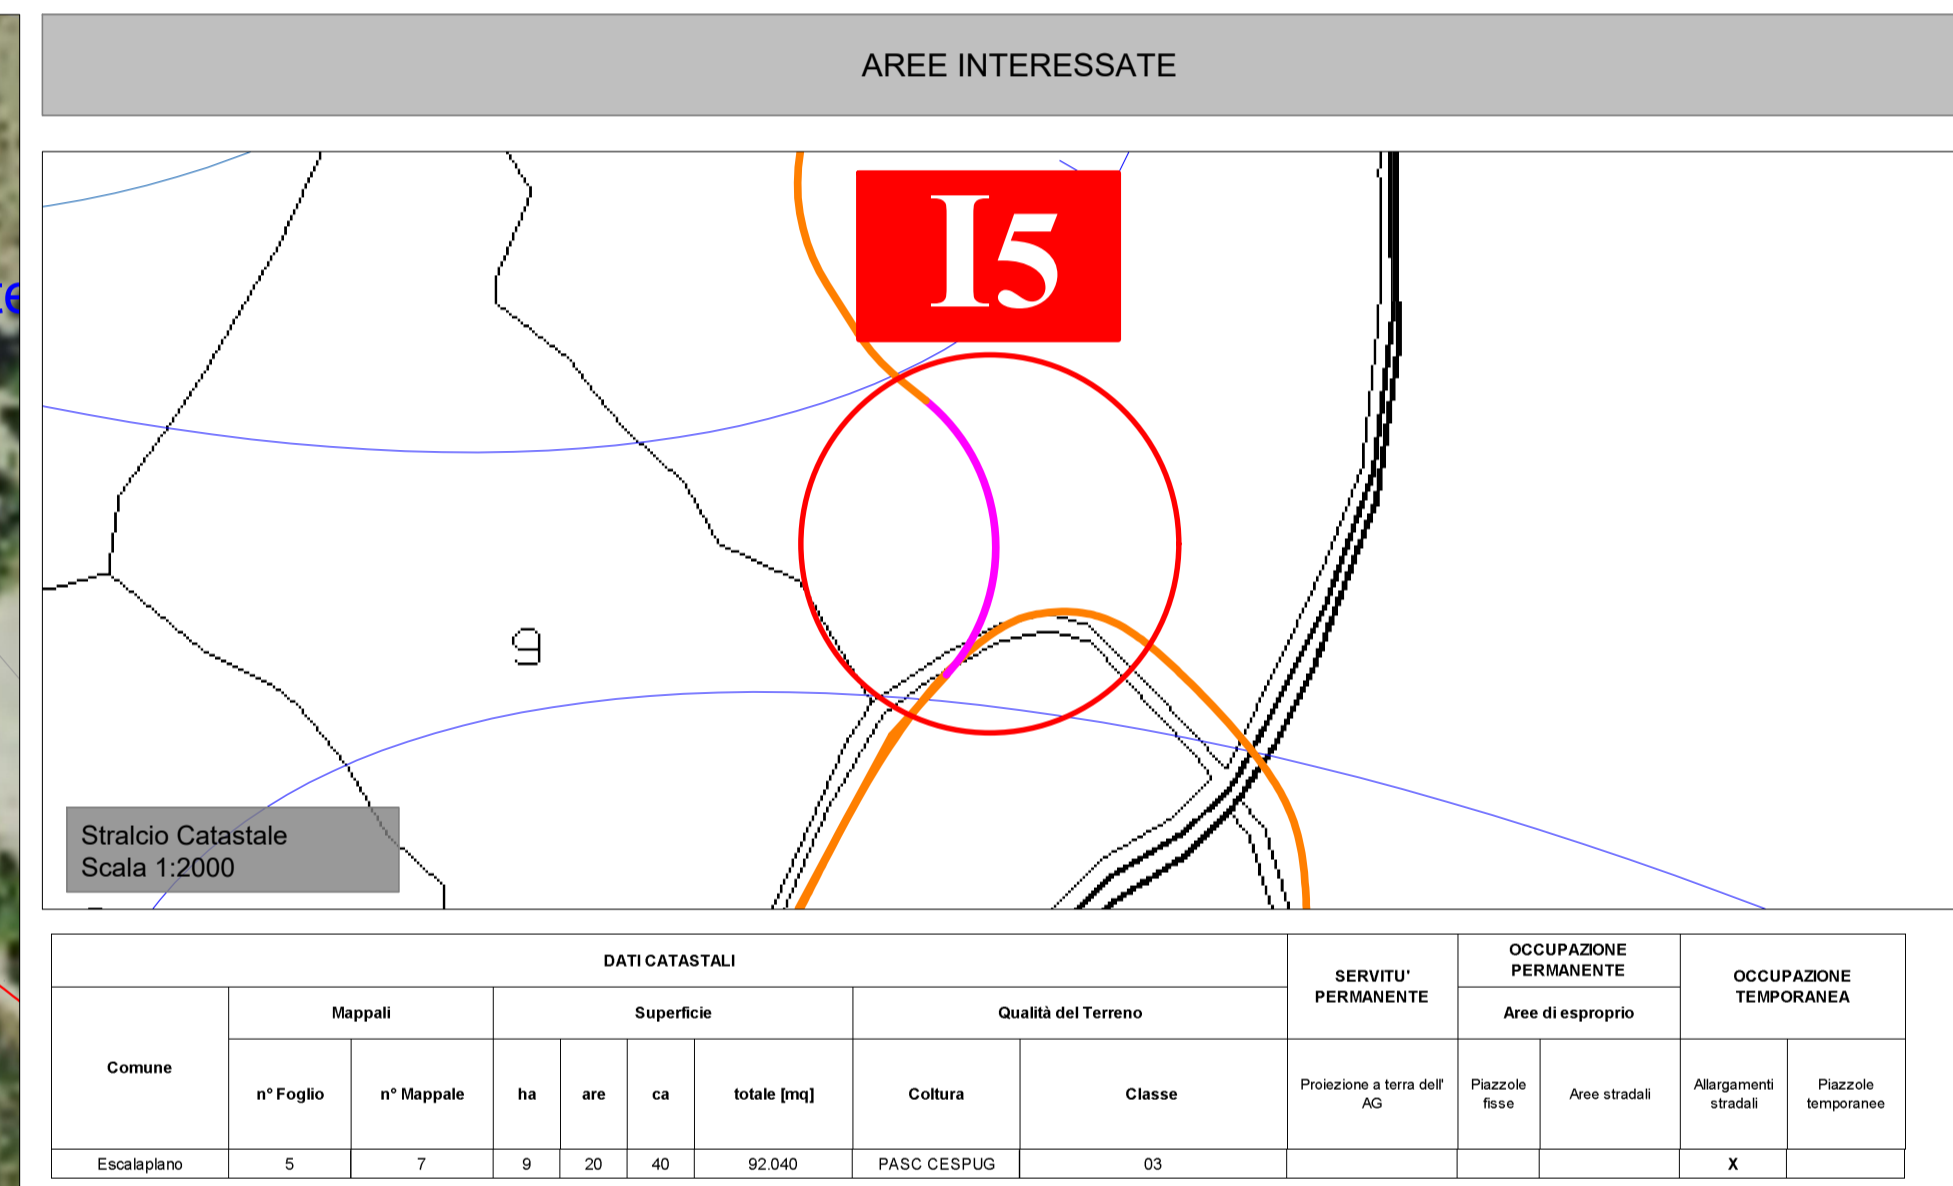 AREE INTERESSATE
te
I5
9
Stralcio Catastale
Scala 1:2000
DATI CATASTALI
SERVITU'
PERMANENTE
OCCUPAZIONE
PERMANENTE
OCCUPAZIONE
TEMPORANEA
Comune
Mappali
Superficie
Qualità del Terreno
Aree di esproprio
n° Foglio
n° Mappale
ha
are
ca
totale [mq]
Coltura
Classe
Proiezione a terra dell'
AG
Piazzole
fisse
Aree stradali
Allargamenti
stradali
Piazzole
temporanee
Escalaplano 5 7 9 20 40 92.040 PASC CESPUG 03 X